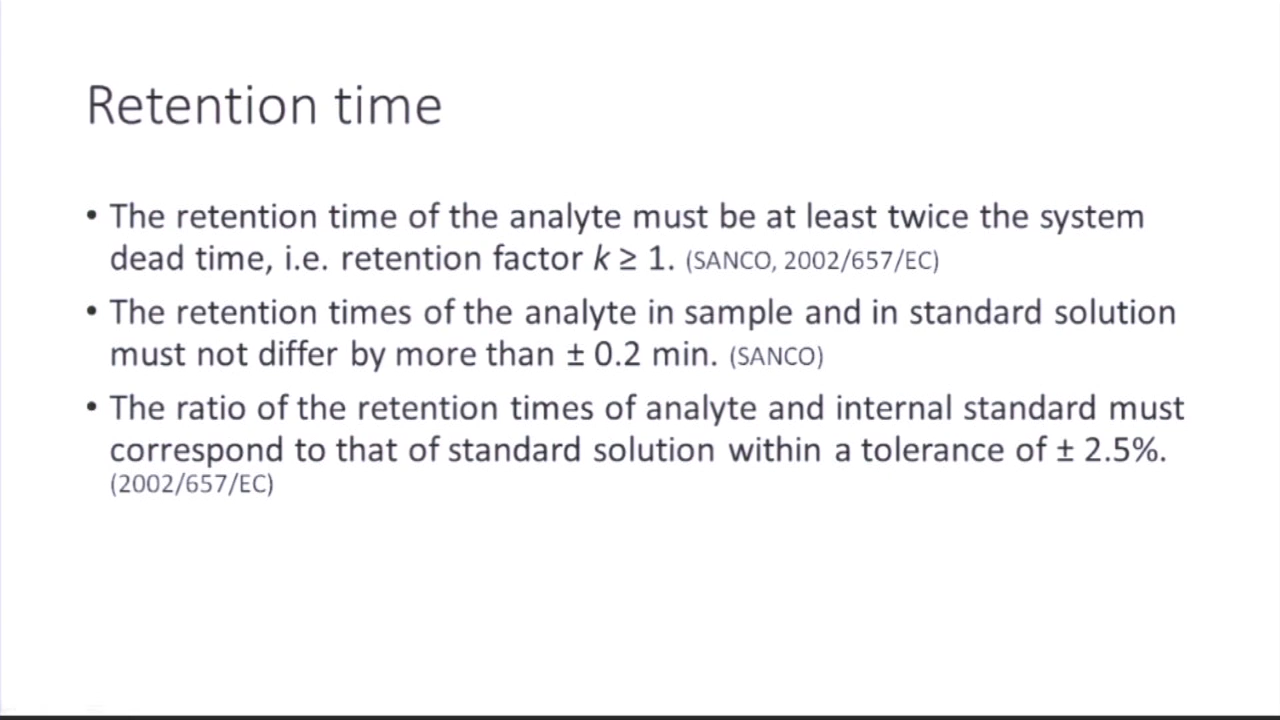 Retention time
• The retention time of the analyte must be at least twice the system
dead time, i.e. retention factor k ≥ 1. (SANCO, 2002/657/EC)
• The retention times of the analyte in sample and in standard solution
must not differ by more than ± 0.2 min. (SANCO)
• The ratio of the retention times of analyte and internal standard must
correspond to that of standard solution within a tolerance of ± 2.5%.
(2002/657/EC)